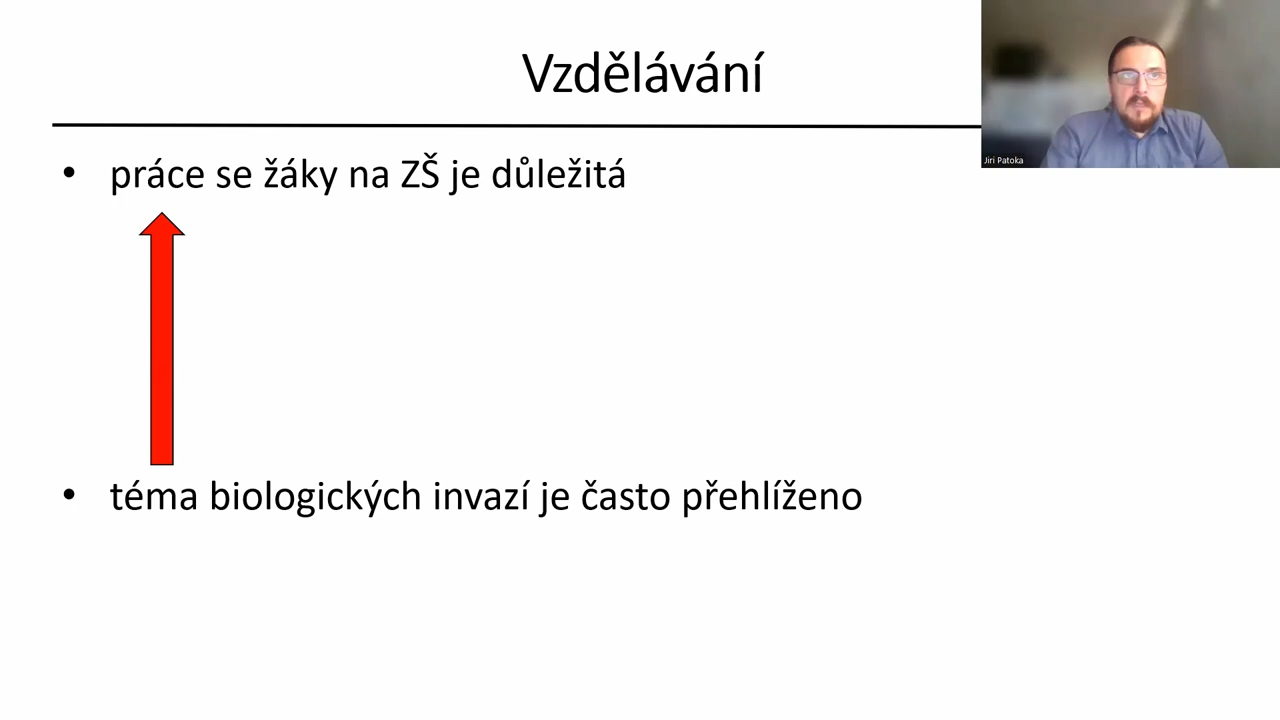 Vzdělávání
• práce se žáky na ZŠ je důležitá
• téma biologických invazí je často přehlíženo
Jiri Patoka